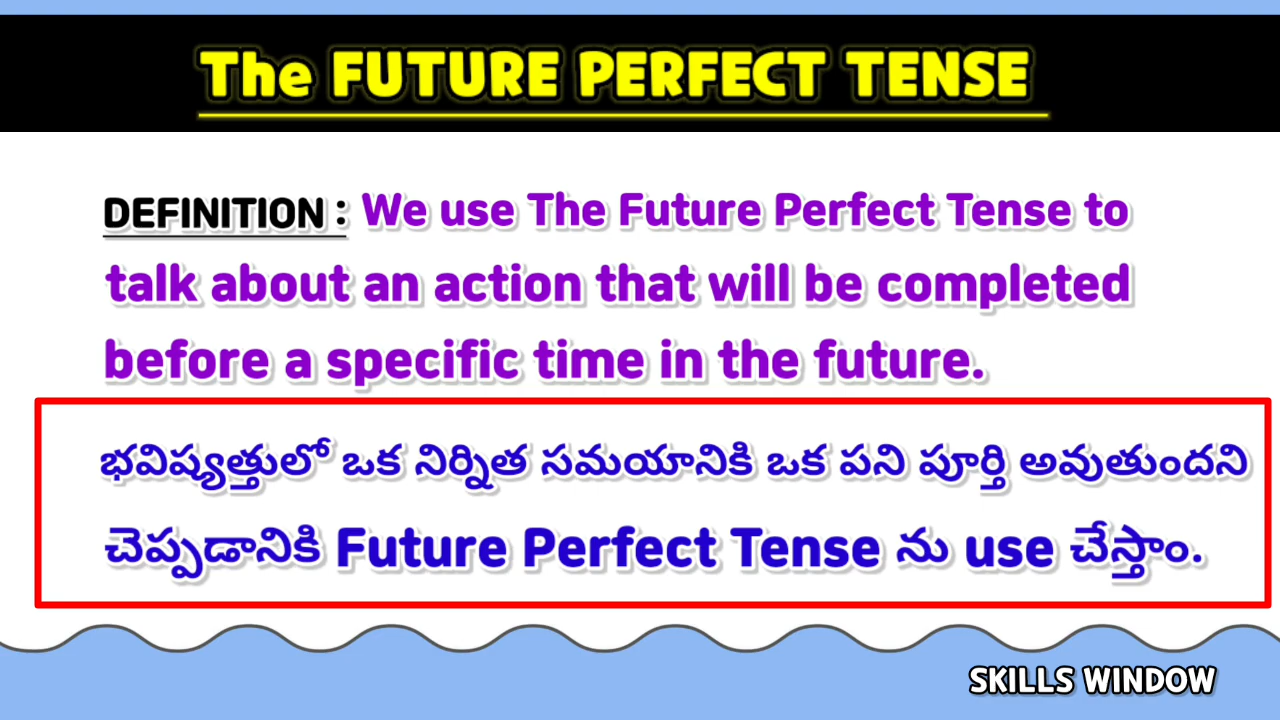 The FUTURE PERFECT TENSE
DEFINITION : We use The Future Perfect Tense to
talk about an action that will be completed
before a specific time in the future.
భవిష్యత్తులో ఒక నిర్నిత సమయానికి ఒక పని పూర్తి అవుతుందని
చెప్పడానికి Future Perfect Tense ను use చేస్తాం.
SKILLS WINDOW